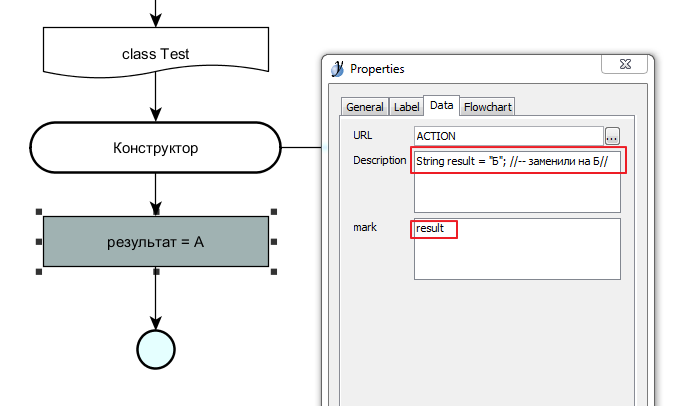 class Test
Конструктор
результат = А
Properties
General Label Data Flowchart
URL ACTION ...
Description String result = "Б"; //-- заменили на Б//
mark result